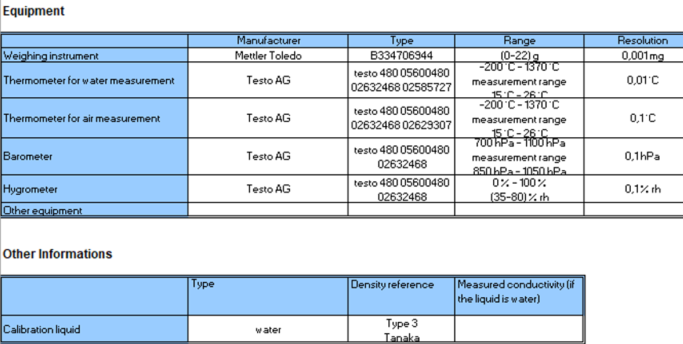 Equipment
Manufacturer Type Range Resolution
Weighing instrument Mettler Toledo B334706944 (0-22) g 0,001mg
Thermometer for water measurement Testo AG testo 480 05600480 02632468 02585727 -200°C - 1370°C measurement range 15°C - 26°C 0,01°C
Thermometer for air measurement Testo AG testo 480 05600480 02632468 02629307 -200°C - 1370°C measurement range 15°C - 26°C 0,1°C
Barometer Testo AG testo 480 05600480 02632468 700 hPa - 1100 hPa measurement range 850 hPa - 1050 hPa 0,1hPa
Hygrometer Testo AG testo 480 05600480 02632468 0% - 100% (35-80)% rh 0,1% rh
Other equipment
Other Informations
Type Density reference Measured conductivity (if the liquid is water)
Calibration liquid water Type 3 Tanaka